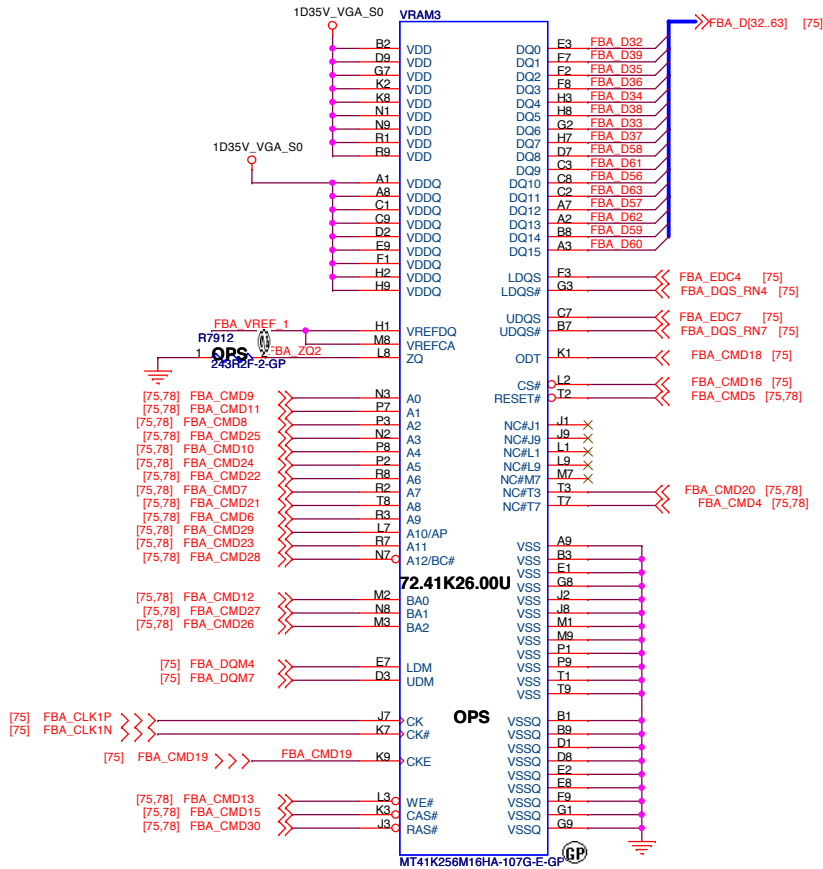 1D35V_VGA_S0 VRAM3
FBA_D[32..63] [75]
B2 VDD DQ0 E3 FBA_D32
D9 VDD DQ1 F7 FBA_D39
G7 VDD DQ2 F2 FBA_D35
K2 VDD DQ3 F8 FBA_D36
K8 VDD DQ4 H3 FBA_D34
N1 VDD DQ5 H8 FBA_D38
N9 VDD DQ6 G2 FBA_D33
R1 VDD DQ7 H7 FBA_D37
R9 VDD DQ8 D7 FBA_D58
1D35V_VGA_S0 DQ9 C3 FBA_D61
A1 VDDQ DQ10 C8 FBA_D56
A8 VDDQ DQ11 C2 FBA_D63
C1 VDDQ DQ12 A7 FBA_D57
C9 VDDQ DQ13 A2 FBA_D62
D2 VDDQ DQ14 B8 FBA_D59
E9 VDDQ DQ15 A3 FBA_D60
F1 VDDQ
H2 VDDQ LDQS F3 FBA_EDC4 [75]
H9 VDDQ LDQS# G3 FBA_DQS_RN4 [75]
UDQS C7 FBA_EDC7 [75]
FBA_VREF_1 H1 VREFDQ UDQS# B7 FBA_DQS_RN7 [75]
R7912 M8 VREFCA
1 OPS FBA_ZQ2 L8 ZQ ODT K1 FBA_CMD18 [75]
243R2F-2-GP
CS# L2 FBA_CMD16 [75]
[75,78] FBA_CMD9 N3 A0 RESET# T2 FBA_CMD5 [75,78]
[75,78] FBA_CMD11 P7 A1
[75,78] FBA_CMD8 P3 A2 NC#J1 J1
[75,78] FBA_CMD25 N2 A3 NC#J9 J9
[75,78] FBA_CMD10 P8 A4 NC#L1 L1
[75,78] FBA_CMD24 P2 A5 NC#L9 L9
[75,78] FBA_CMD22 R8 A6 NC#M7 M7
[75,78] FBA_CMD7 R2 A7 NC#T3 T3 FBA_CMD20 [75,78]
[75,78] FBA_CMD21 T8 A8 NC#T7 T7 FBA_CMD4 [75,78]
[75,78] FBA_CMD6 R3 A9
[75,78] FBA_CMD29 L7 A10/AP
[75,78] FBA_CMD23 R7 A11 VSS A9
[75,78] FBA_CMD28 N7 A12/BC# VSS B3
VSS E1
72.41K26.00U VSS G8
[75,78] FBA_CMD12 M2 BA0 VSS J2
[75,78] FBA_CMD27 N8 BA1 VSS J8
[75,78] FBA_CMD26 M3 BA2 VSS M1
VSS M9
VSS P1
[75] FBA_DQM4 E7 LDM VSS P9
[75] FBA_DQM7 D3 UDM VSS T1
VSS T9
OPS
[75] FBA_CLK1P J7 CK VSSQ B1
[75] FBA_CLK1N K7 CK# VSSQ B9
VSSQ D1
[75] FBA_CMD19 FBA_CMD19 K9 CKE VSSQ D8
VSSQ E2
VSSQ E8
[75,78] FBA_CMD13 L3 WE# VSSQ F9
[75,78] FBA_CMD15 K3 CAS# VSSQ G1
[75,78] FBA_CMD30 J3 RAS# VSSQ G9
MT41K256M16HA-107G-E-GP GP